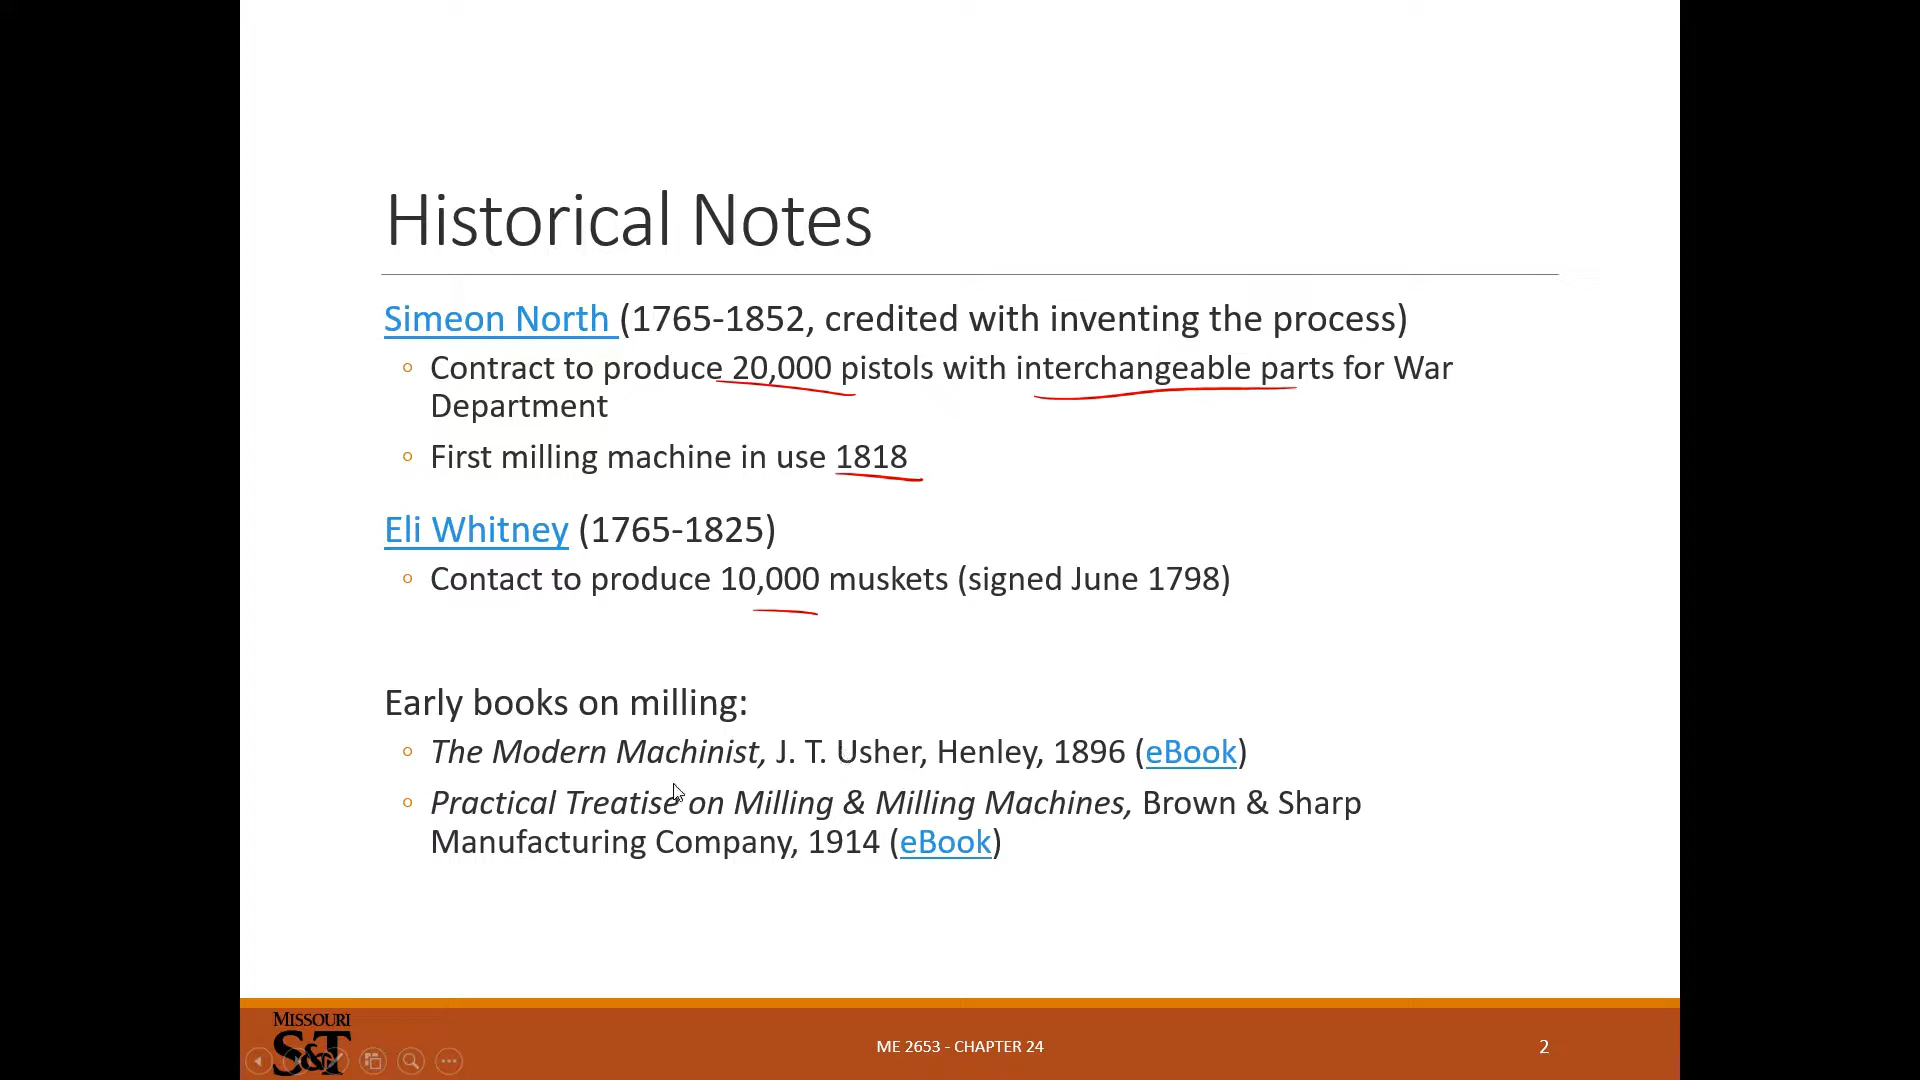 Historical Notes
Simeon North (1765-1852, credited with inventing the process)
◦ Contract to produce 20,000 pistols with interchangeable parts for War
Department
◦ First milling machine in use 1818
Eli Whitney (1765-1825)
◦ Contact to produce 10,000 muskets (signed June 1798)
Early books on milling:
◦ The Modern Machinist, J. T. Usher, Henley, 1896 (eBook)
◦ Practical Treatise on Milling & Milling Machines, Brown & Sharp
Manufacturing Company, 1914 (eBook)
MISSOURI
S&T
ME 2653 - CHAPTER 24
2